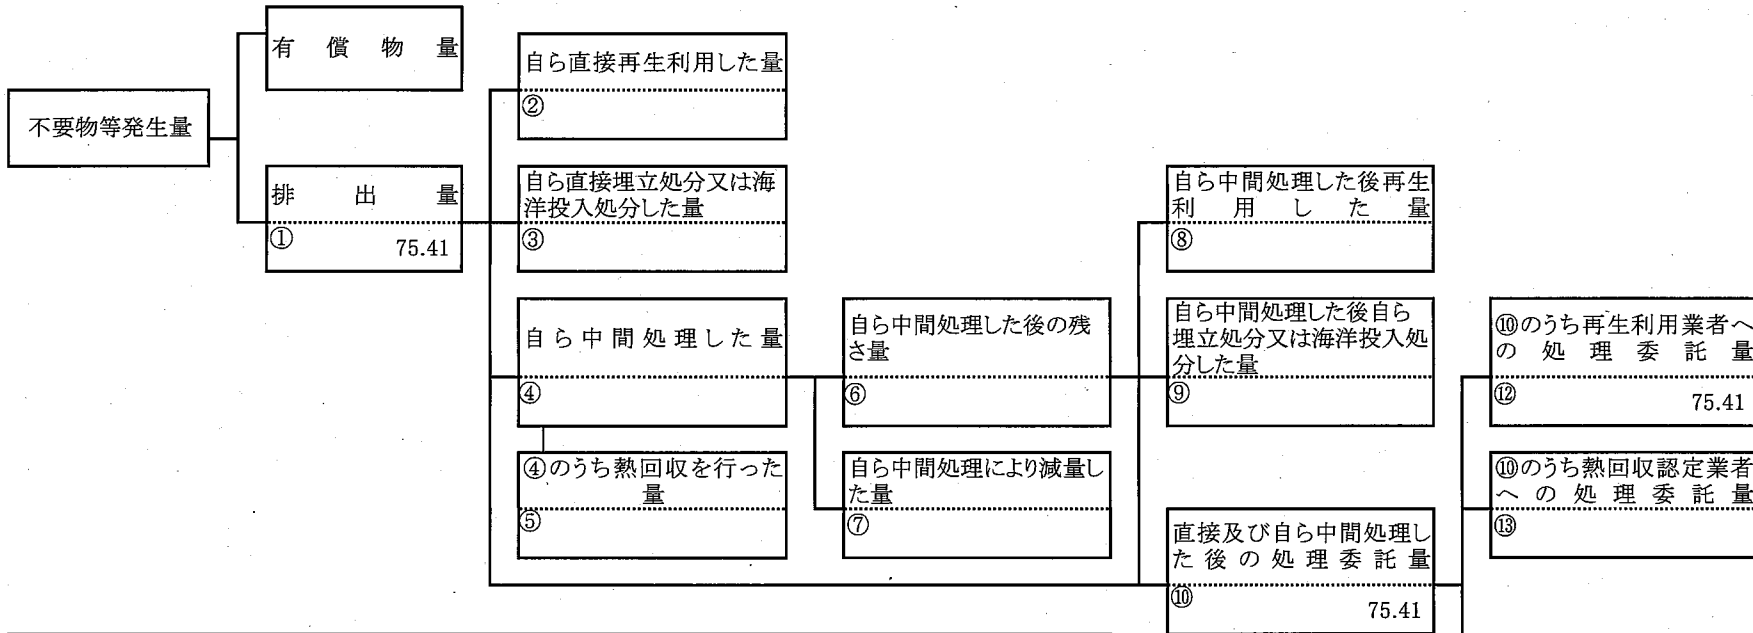 有償物量
不要物等発生量
排出量
①
75.41
自ら直接再生利用した量
②
自ら直接埋立処分又は海
洋投入処分した量
③
自ら中間処理した量
④
④のうち熱回収を行った
量
⑤
自ら中間処理した後の残
さ量
⑥
自ら中間処理により減量し
た量
⑦
自ら中間処理した後再生
利用した量
⑧
自ら中間処理した後自ら
埋立処分又は海洋投入処
分した量
⑨
直接及び自ら中間処理し
た後の処理委託量
⑩
75.41
⑩のうち再生利用業者へ
の処理委託量
⑫
75.41
⑩のうち熱回収認定業者
への処理委託量
⑬